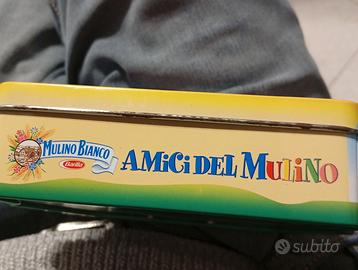 MULINO BIANCO
Barilla
AMICI DEL MULINO
subito